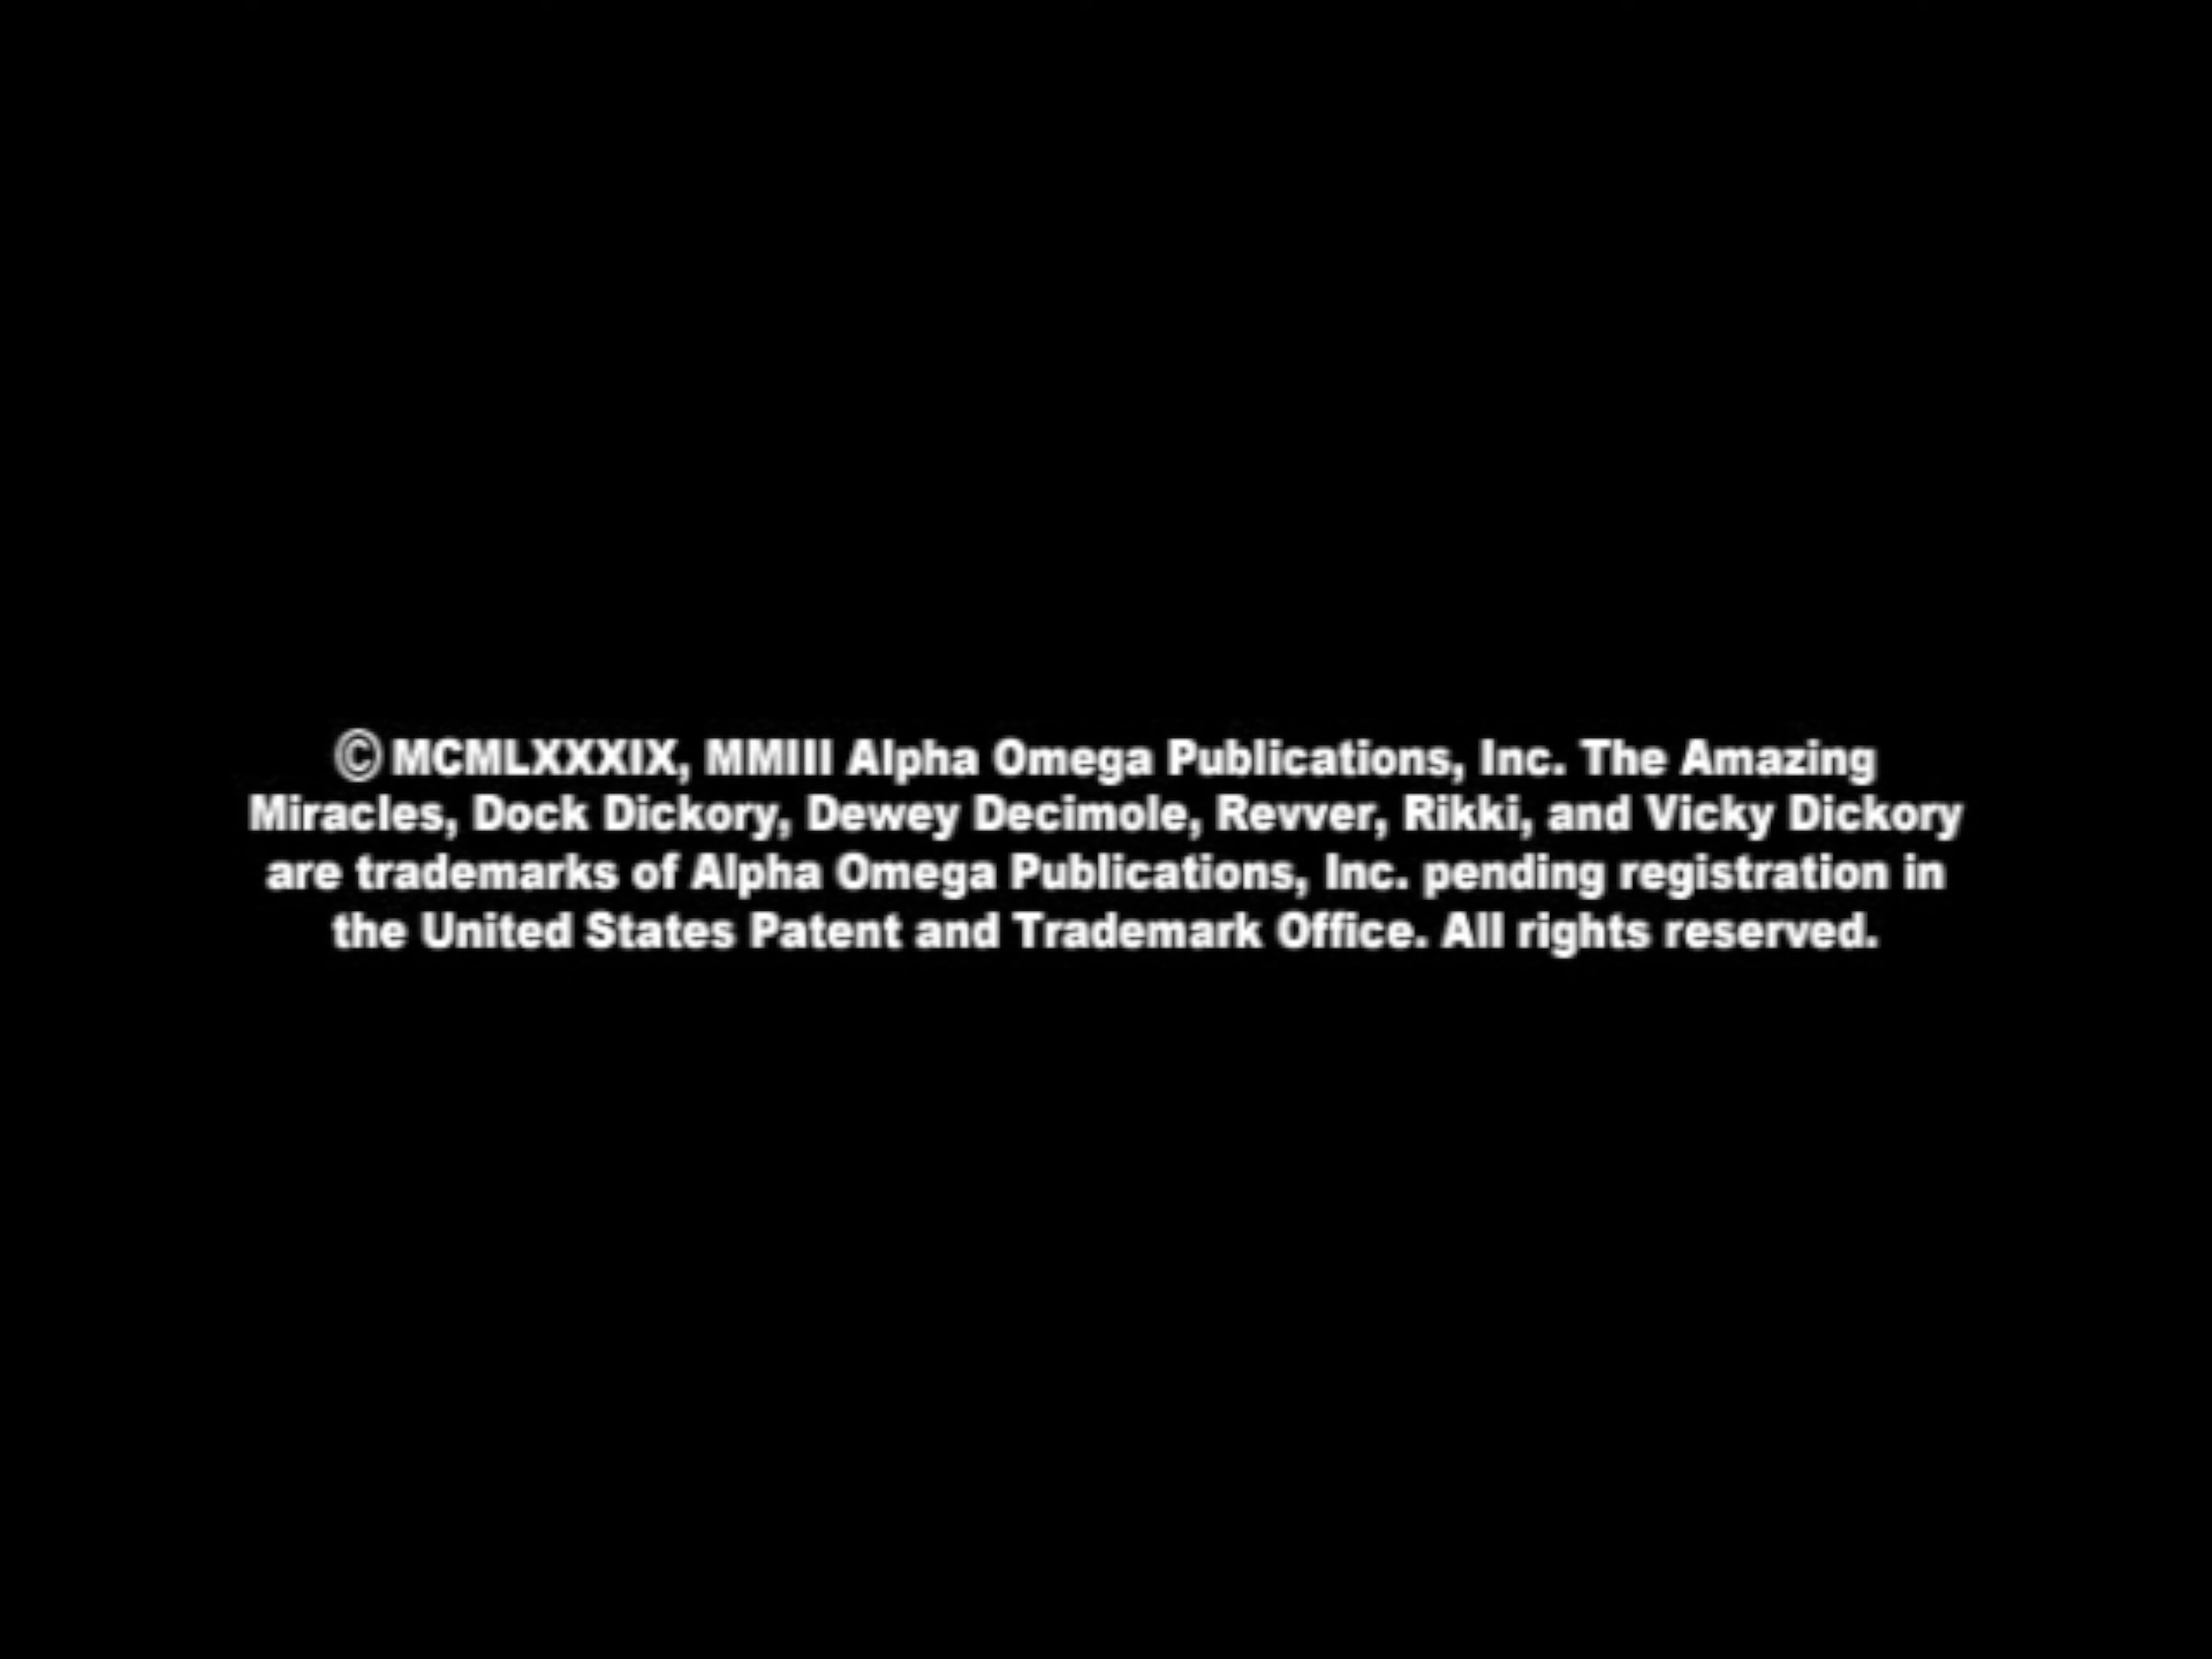 © MCMLXXXIX, MMIII Alpha Omega Publications, Inc. The Amazing
Miracles, Dock Dickory, Dewey Decimole, Revver, Rikki, and Vicky Dickory
are trademarks of Alpha Omega Publications, Inc. pending registration in
the United States Patent and Trademark Office. All rights reserved.